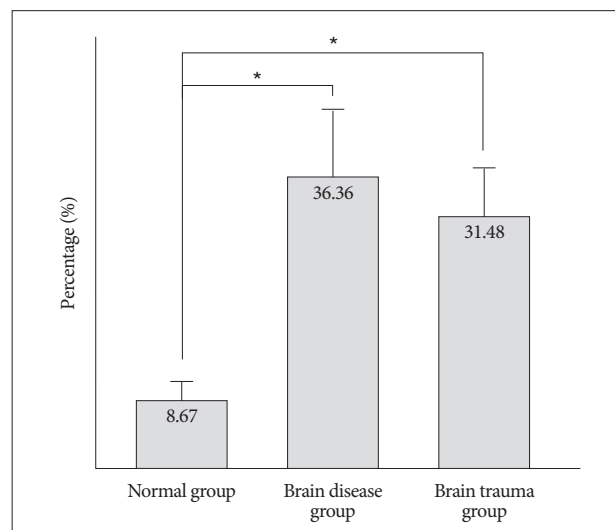 *
*
36.36
31.48
8.67
Percentage (%)
Normal group
Brain disease
group
Brain trauma
group